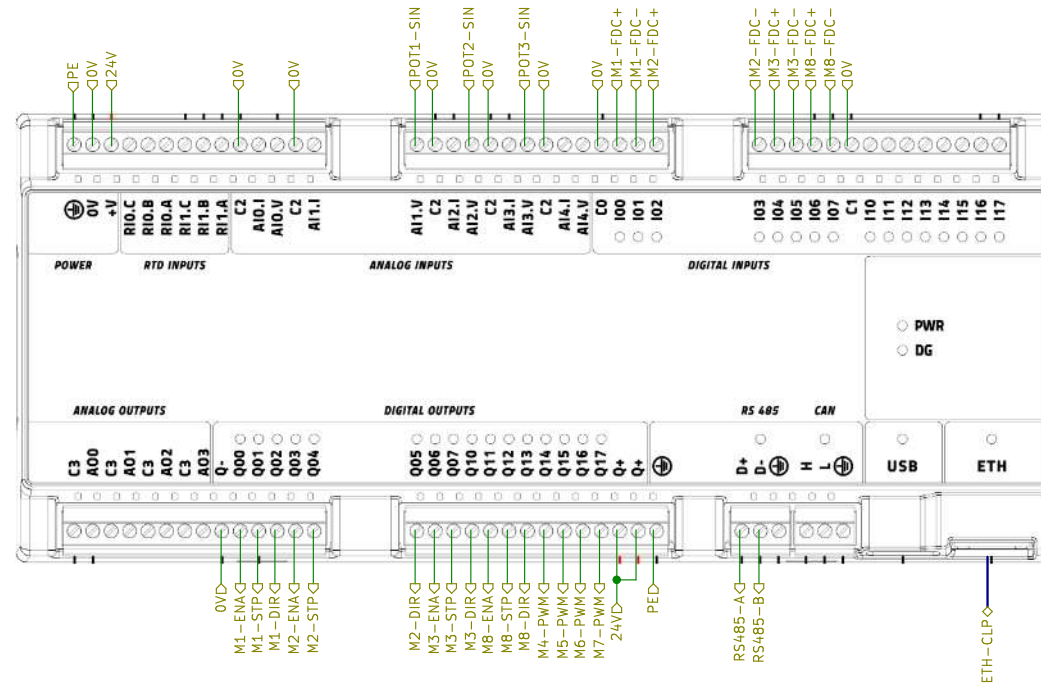 PE
0V
24V
0V
0V
POT1-SIN
0V
POT2-SIN
0V
POT3-SIN
0V
0V
M1-FDC+
M1-FDC-
M2-FDC+
M2-FDC-
M3-FDC+
M3-FDC-
M8-FDC+
M8-FDC-
0V
0V +V RI0.C RI0.B RI0.A RI1.C RI1.B RI1.A C2 AI0.I AI0.V C2 AI1.I
AI1.V C2 AI2.I AI2.V C2 AI3.I AI3.V C2 AI4.I AI4.V C0 I00 I01 I02
I03 I04 I05 I06 I07 C1 I10 I11 I12 I13 I14 I15 I16 I17
POWER RTD INPUTS ANALOG INPUTS DIGITAL INPUTS
PWR
DG
ANALOG OUTPUTS DIGITAL OUTPUTS RS 485 CAN
C3 AO0 C3 AO1 C3 AO2 C3 AO3 Q- Q00 Q01 Q02 Q03 Q04
Q05 Q06 Q07 Q10 Q11 Q12 Q13 Q14 Q15 Q16 Q17 Q+ Q+
D+ D- H L USB ETH
0V
M1-ENA
M1-STP
M1-DIR
M2-ENA
M2-STP
M2-DIR
M3-ENA
M3-STP
M3-DIR
M8-ENA
M8-STP
M8-DIR
M4-PWM
M5-PWM
M6-PWM
M7-PWM
24V
PE
RS485-A
RS485-B
ETH-CLP